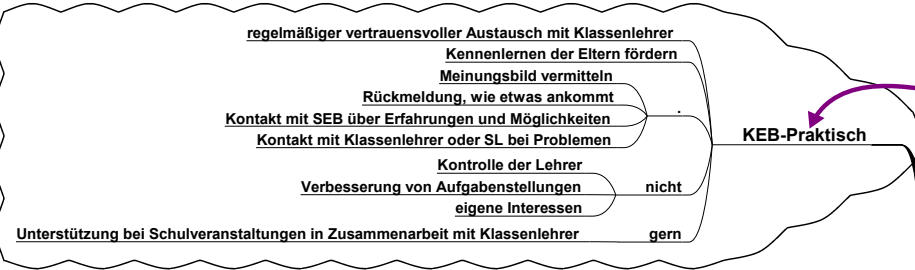 regelmäßiger vertrauensvoller Austausch mit Klassenlehrer
Kennenlernen der Eltern fördern
Meinungsbild vermitteln
Rückmeldung, wie etwas ankommt
Kontakt mit SEB über Erfahrungen und Möglichkeiten
Kontakt mit Klassenlehrer oder SL bei Problemen
.
KEB-Praktisch
Kontrolle der Lehrer
Verbesserung von Aufgabenstellungen
eigene Interessen
nicht
Unterstützung bei Schulveranstaltungen in Zusammenarbeit mit Klassenlehrer
gern